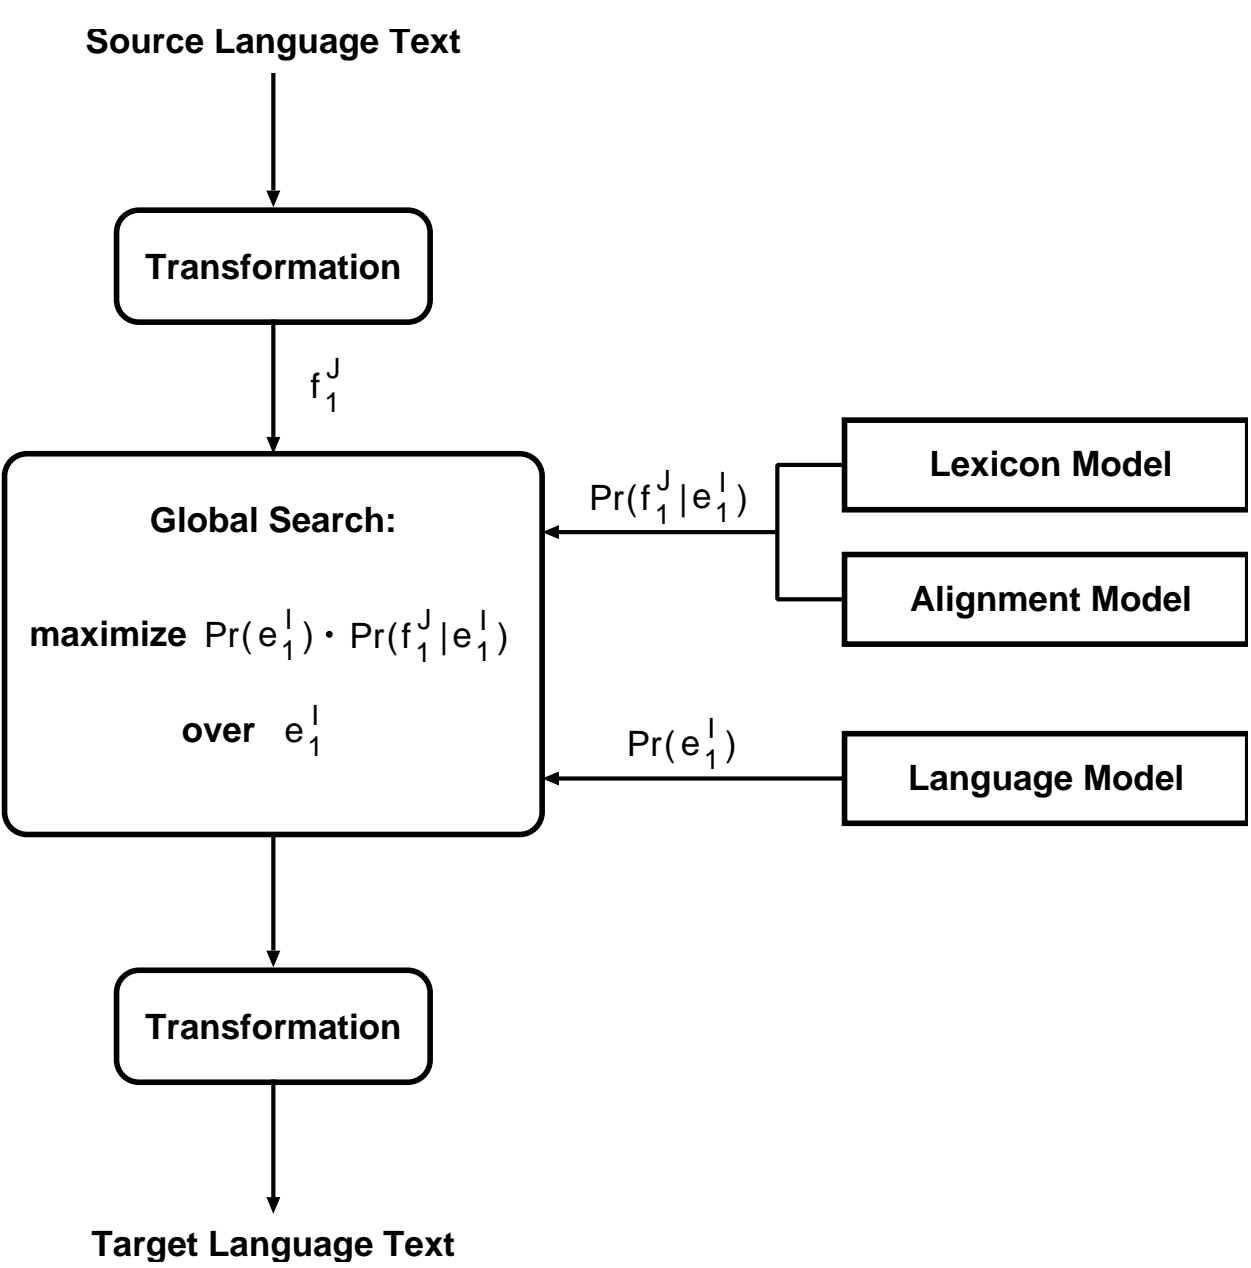 Source Language Text
Transformation
f_1^J
Global Search:
maximize Pr(e_1^I) · Pr(f_1^J|e_1^I)
over e_1^I
Pr(f_1^J|e_1^I)
Lexicon Model
Alignment Model
Pr(e_1^I)
Language Model
Transformation
Target Language Text